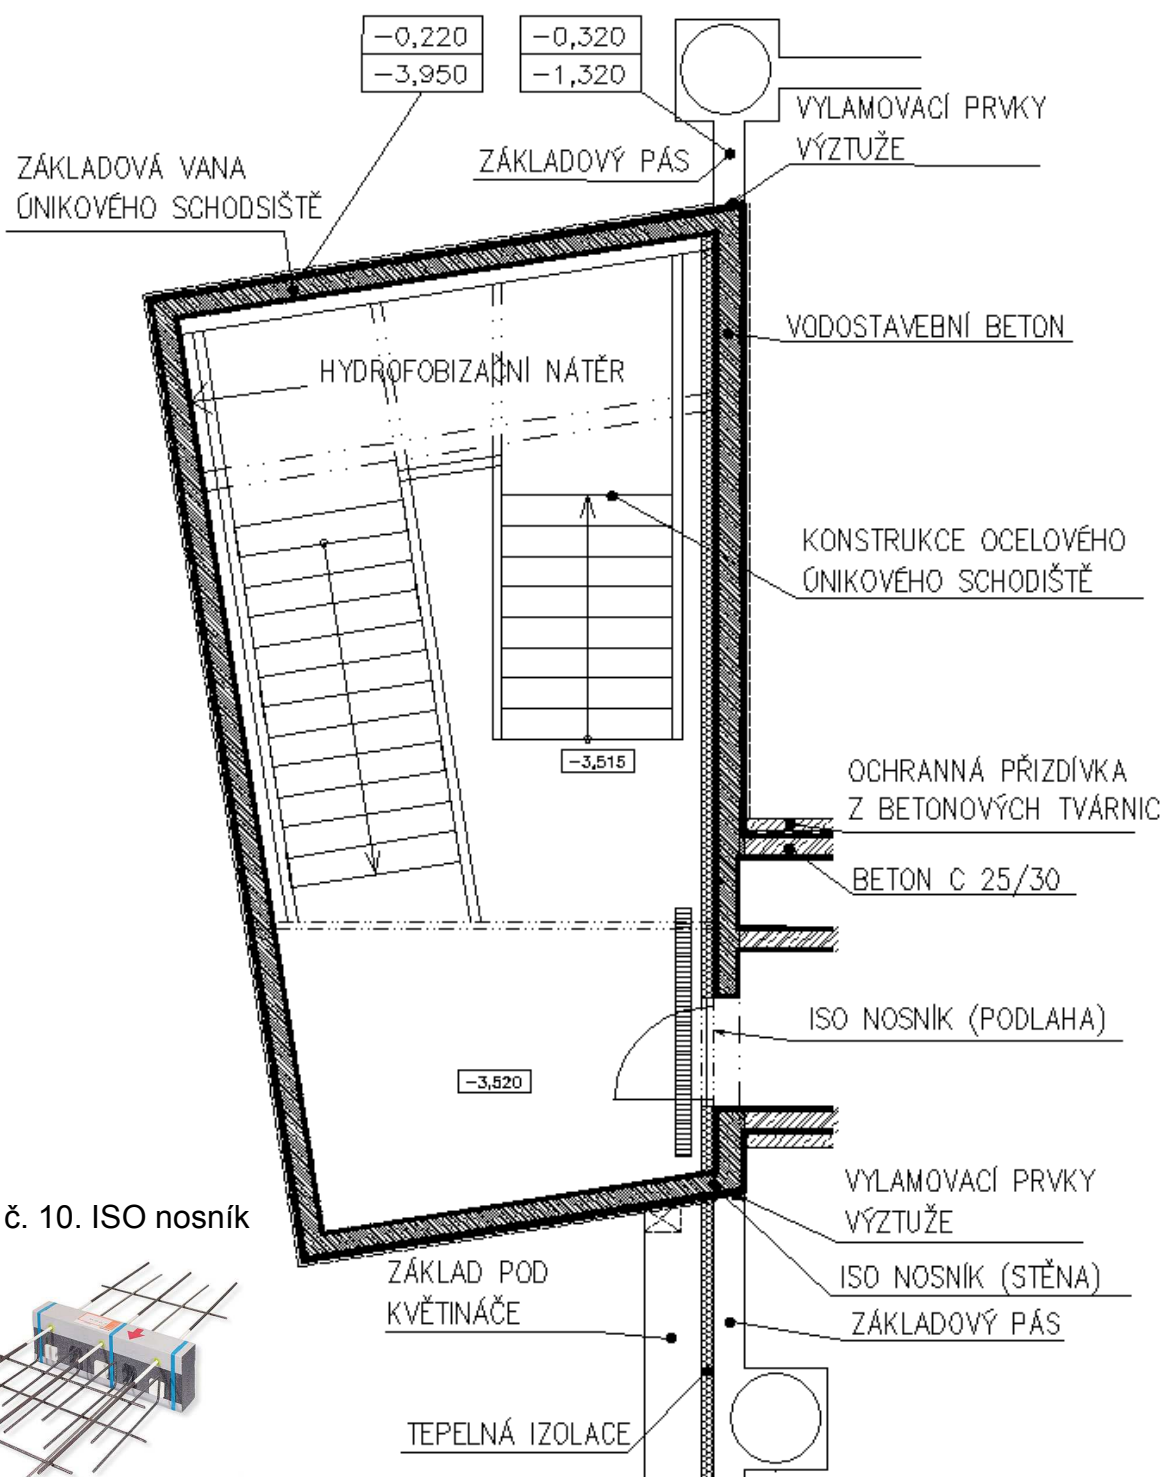 −0,220
−3,950
−0,320
−1,320
VYLAMOVACÍ PRVKY
VÝZTUŽE
ZÁKLADOVÝ PÁS
ZÁKLADOVÁ VANA
ÚNIKOVÉHO SCHODSIŠTĚ
VODOSTAVEBNÍ BETON
HYDROFOBIZAČNÍ NÁTĚR
KONSTRUKCE OCELOVÉHO
ÚNIKOVÉHO SCHODIŠTĚ
−3,515
OCHRANNÁ PŘIZDÍVKA
Z BETONOVÝCH TVÁRNIC
BETON C 25/30
ISO NOSNÍK (PODLAHA)
−3,520
VYLAMOVACÍ PRVKY
VÝZTUŽE
č. 10. ISO nosník
ISO NOSNÍK (STĚNA)
ZÁKLAD POD
KVĚTINÁČE
ZÁKLADOVÝ PÁS
TEPELNÁ IZOLACE